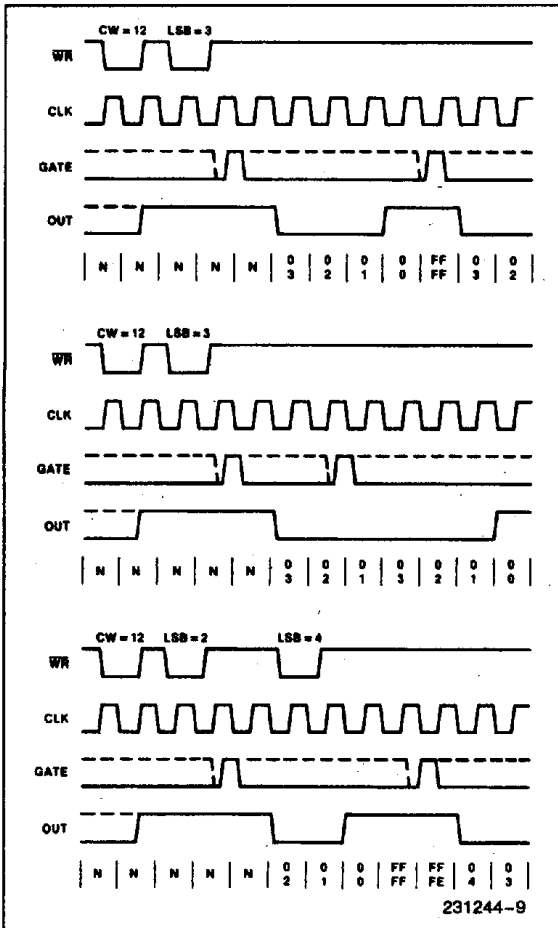 CW = 12 LSB = 3
WR
CLK
GATE
OUT
| N | N | N | N | N | 0 3 | 0 2 | 0 1 | 0 0 | FF FF | 0 3 | 0 2 |
CW = 12 LSB = 3
WR
CLK
GATE
OUT
| N | N | N | N | N | 0 3 | 0 2 | 0 1 | 0 3 | 0 2 | 0 1 | 0 0 |
CW = 12 LSB = 2 LSB = 4
WR
CLK
GATE
OUT
| N | N | N | N | N | 0 2 | 0 1 | 0 0 | FF FF | FF FE | 0 4 | 0 3 |
231244–9